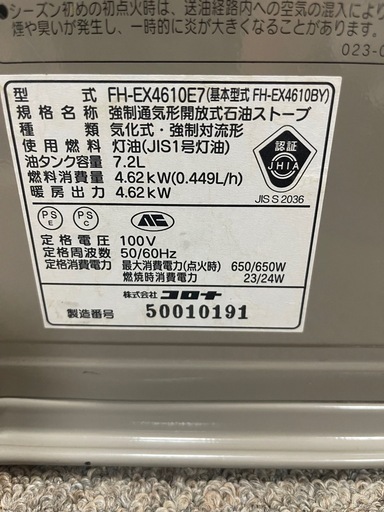 ●シーズン初めの初点火時は、送油経路内への空気の混入により
煙や臭いが発生し、一時的に炎が大きくなることがあります。
023-0
型 式 FH-EX4610E7(基本型式 FH-EX4610BY)
規格名称 強制通気形開放式石油ストーブ
種類 気化式・強制対流形
使用燃料 灯油(JIS1号灯油)
油タンク容量 7.2L
燃料消費量 4.62kW(0.449L/h)
暖房出力 4.62kW
認証
JHIA
JIS S 2036
PS E
PS C
定格電圧 100V
定格周波数 50/60Hz
定格消費電力 最大消費電力(点火時) 650/650W
燃焼時消費電力 23/24W
株式会社 コロナ
製造番号 50010191